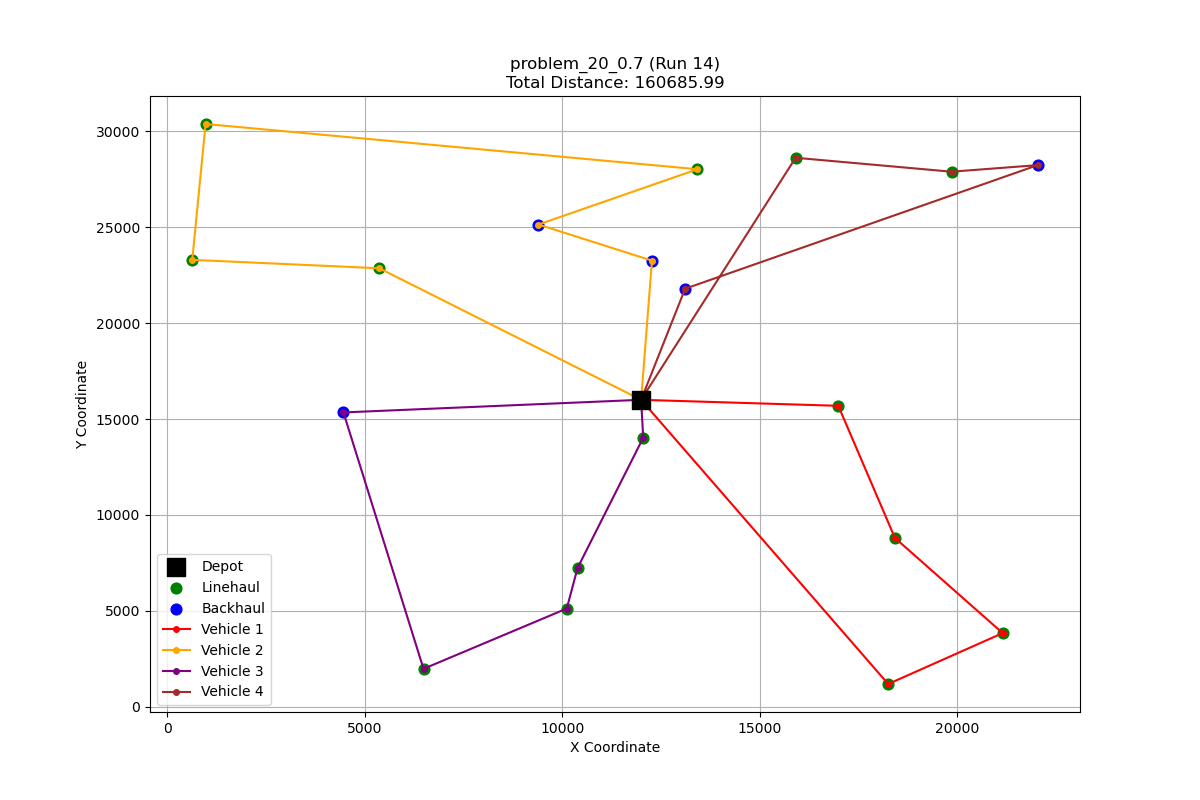 problem_20_0.7 (Run 14)
Total Distance: 160685.99
30000
25000
20000
15000
10000
5000
0
Y Coordinate
Depot
Linehaul
Backhaul
Vehicle 1
Vehicle 2
Vehicle 3
Vehicle 4
0
5000
10000
15000
20000
X Coordinate